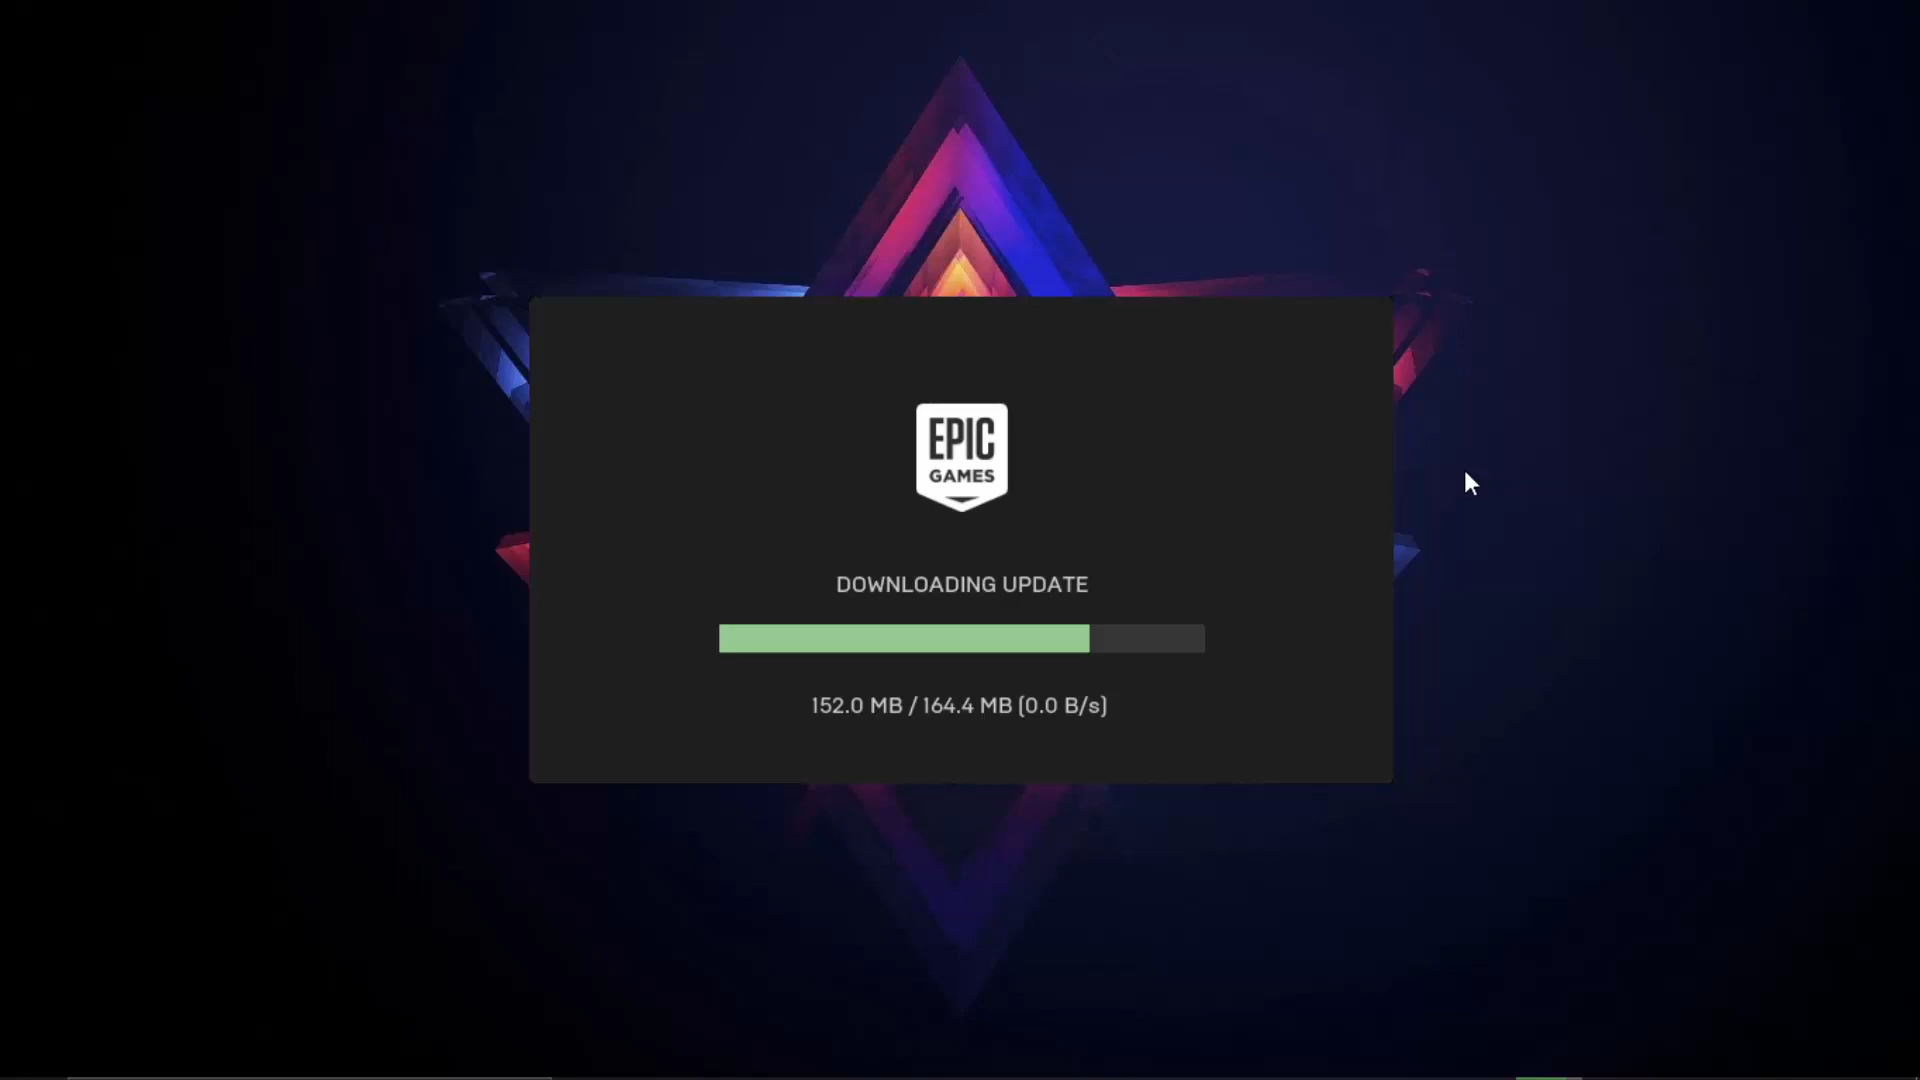 EPIC
GAMES
DOWNLOADING UPDATE
152.0 MB / 164.4 MB (0.0 B/s)